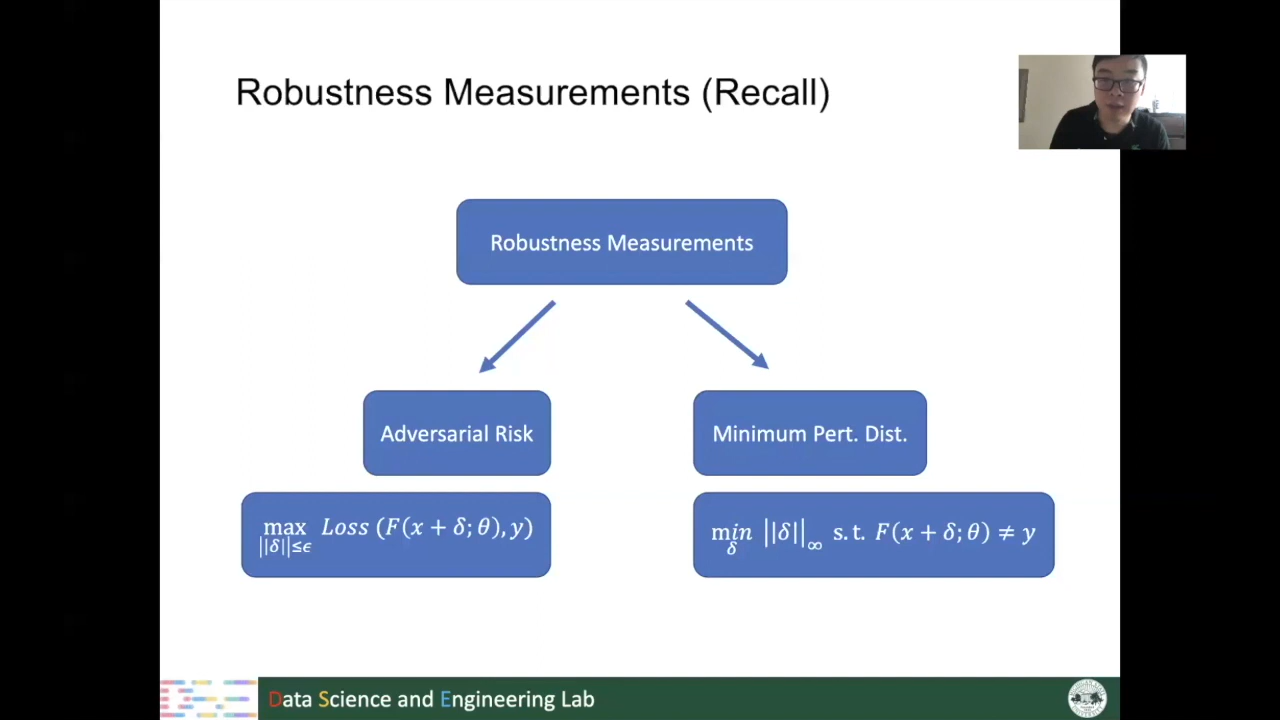 Robustness Measurements (Recall)
Robustness Measurements
Adversarial Risk
Minimum Pert. Dist.
max Loss (F(x + δ; θ), y)
||δ||≤ϵ
min ||δ||∞ s.t. F(x + δ; θ) ≠ y
δ
Data Science and Engineering Lab